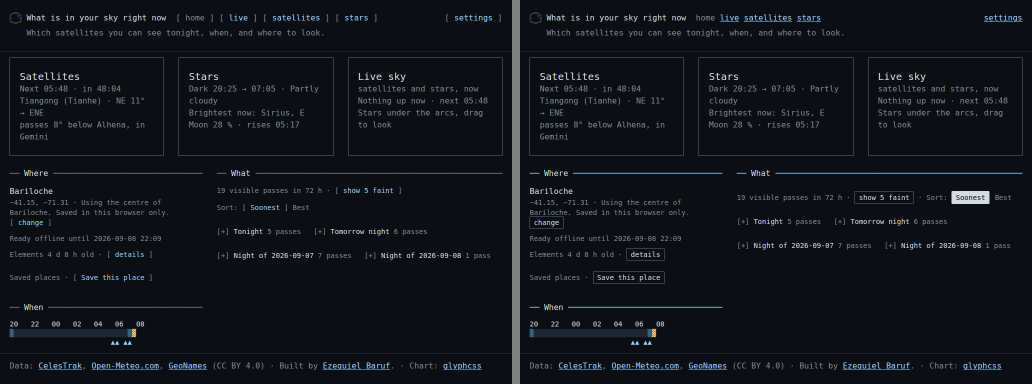 What is in your sky right now [ home ] [ live ] [ satellites ] [ stars ] [ settings ]
Which satellites you can see tonight, when, and where to look.
Satellites
Next 05:48 · in 48:04
Tiangong (Tianhe) · NE 11°
→ ENE
passes 8° below Alhena, in
Gemini
Stars
Dark 20:25 → 07:05 · Partly
cloudy
Brightest now: Sirius, E
Moon 28 % · rises 05:17
Live sky
satellites and stars, now
Nothing up now · next 05:48
Stars under the arcs, drag
to look
Where
Bariloche
−41.15, −71.31 · Using the centre of
Bariloche. Saved in this browser only.
[ change ]
Ready offline until 2026-09-08 22:09
Elements 4 d 8 h old · [ details ]
Saved places · [ Save this place ]
What
19 visible passes in 72 h · [ show 5 faint ]
Sort: [ Soonest ] Best
[+] Tonight 5 passes [+] Tomorrow night 6 passes
[+] Night of 2026-09-07 7 passes [+] Night of 2026-09-08 1 pass
When
20 22 00 02 04 06 08
Data: CelesTrak, Open-Meteo.com, GeoNames (CC BY 4.0) · Built by Ezequiel Baruf. · Chart: glyphcss
What is in your sky right now home live satellites stars settings
Which satellites you can see tonight, when, and where to look.
Satellites
Next 05:48 · in 48:04
Tiangong (Tianhe) · NE 11°
→ ENE
passes 8° below Alhena, in
Gemini
Stars
Dark 20:25 → 07:05 · Partly
cloudy
Brightest now: Sirius, E
Moon 28 % · rises 05:17
Live sky
satellites and stars, now
Nothing up now · next 05:48
Stars under the arcs, drag
to look
Where
Bariloche
−41.15, −71.31 · Using the centre of
Bariloche. Saved in this browser only.
change
Ready offline until 2026-09-08 22:09
Elements 4 d 8 h old · details
Saved places · Save this place
What
19 visible passes in 72 h · show 5 faint · Sort: Soonest Best
[+] Tonight 5 passes [+] Tomorrow night 6 passes
[+] Night of 2026-09-07 7 passes [+] Night of 2026-09-08 1 pass
When
20 22 00 02 04 06 08
Data: CelesTrak, Open-Meteo.com, GeoNames (CC BY 4.0) · Built by Ezequiel Baruf. · Chart: glyphcss